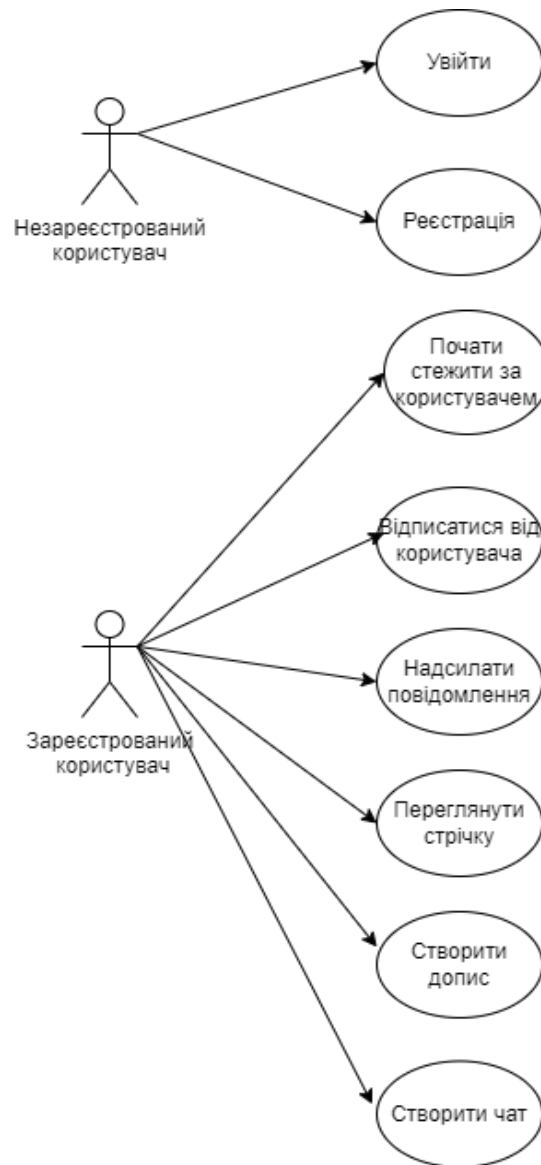 Увійти
Незареєстрований
користувач
Реєстрація
Почати
стежити за
користувачем
Відписатися від
користувача
Зареєстрований
користувач
Надсилати
повідомлення
Переглянути
стрічку
Створити
допис
Створити чат